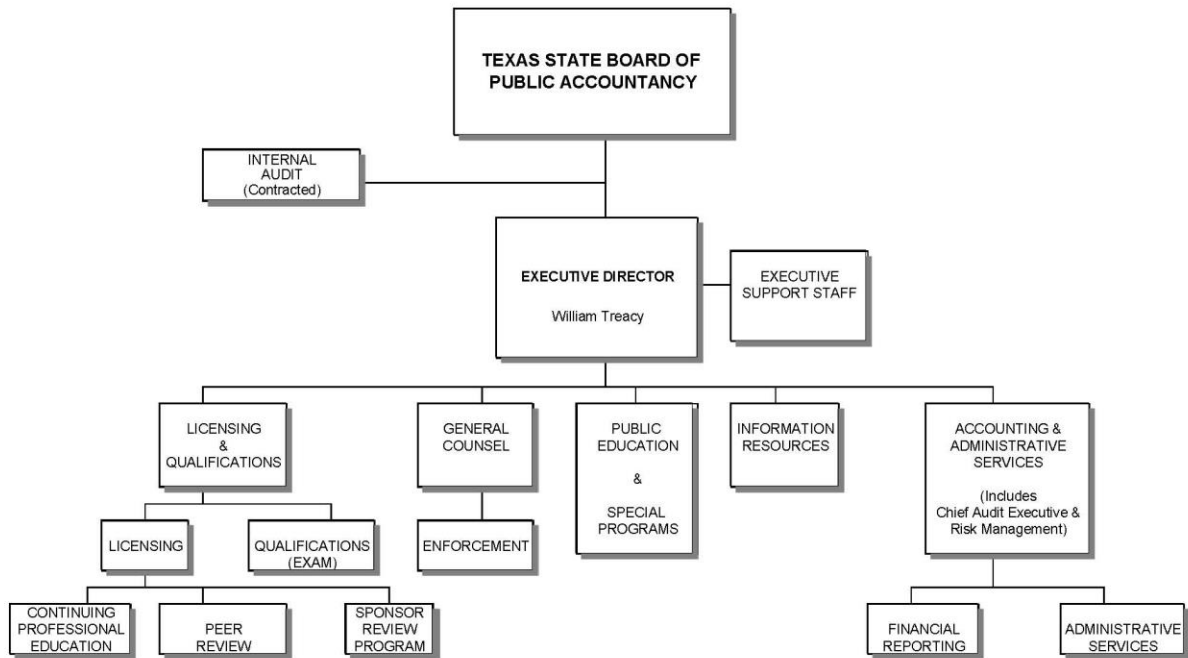 TEXAS STATE BOARD OF
PUBLIC ACCOUNTANCY
INTERNAL
AUDIT
(Contracted)
EXECUTIVE DIRECTOR
William Treacy
EXECUTIVE
SUPPORT STAFF
LICENSING
&
QUALIFICATIONS
GENERAL
COUNSEL
PUBLIC
EDUCATION
&
SPECIAL
PROGRAMS
INFORMATION
RESOURCES
ACCOUNTING &
ADMINISTRATIVE
SERVICES
(Includes
Chief Audit Executive &
Risk Management)
LICENSING
QUALIFICATIONS
(EXAM)
ENFORCEMENT
CONTINUING
PROFESSIONAL
EDUCATION
PEER
REVIEW
SPONSOR
REVIEW
PROGRAM
FINANCIAL
REPORTING
ADMINISTRATIVE
SERVICES